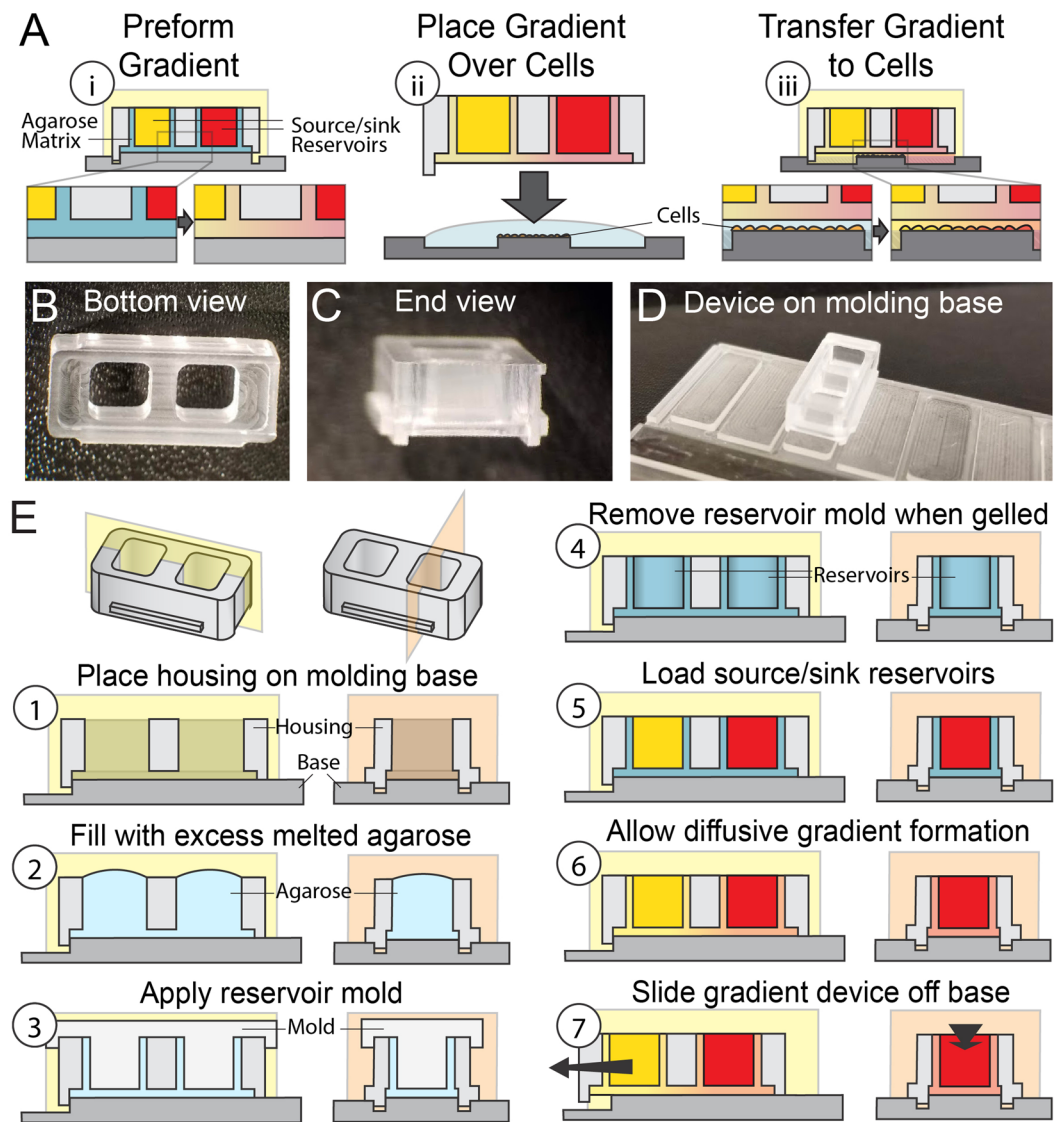 A
Preform
Gradient
i
Agarose
Matrix
Source/sink
Reservoirs
Place Gradient
Over Cells
ii
Cells
Transfer Gradient
to Cells
iii
B
Bottom view
C
End view
D
Device on molding base
E
Place housing on molding base
1
Housing
Base
Fill with excess melted agarose
2
Agarose
Apply reservoir mold
3
Mold
Remove reservoir mold when gelled
4
Reservoirs
Load source/sink reservoirs
5
Allow diffusive gradient formation
6
Slide gradient device off base
7